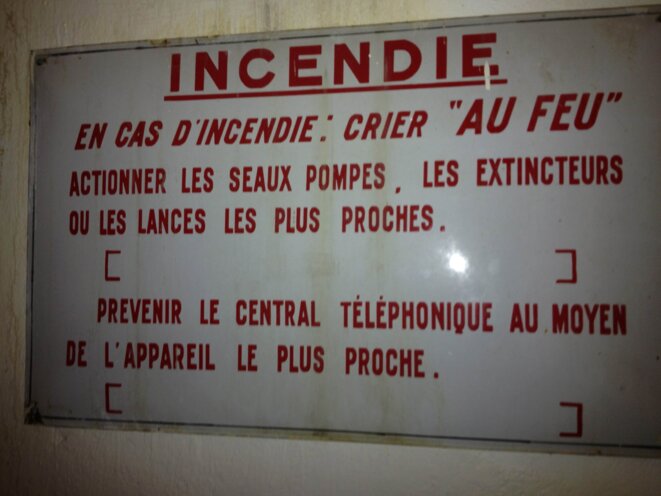 INCENDIE
EN CAS D'INCENDIE: CRIER "AU FEU"
ACTIONNER LES SEAUX POMPES, LES EXTINCTEURS
OU LES LANCES LES PLUS PROCHES.
[ ]
PREVENIR LE CENTRAL TÉLÉPHONIQUE AU MOYEN
DE L'APPAREIL LE PLUS PROCHE.
[ ]